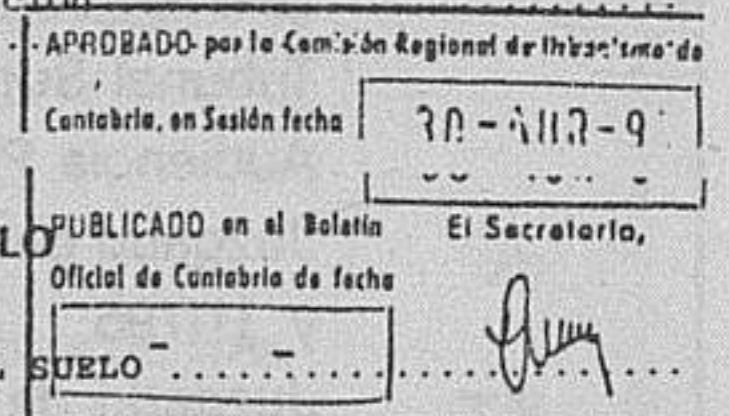 APROBADO por la Comisión Regional de Urbanismo de
Cantabria, en Sesión fecha
PUBLICADO en el Boletín
El Secretario,
Oficial de Cantabria de fecha
- -
SUELO ....................